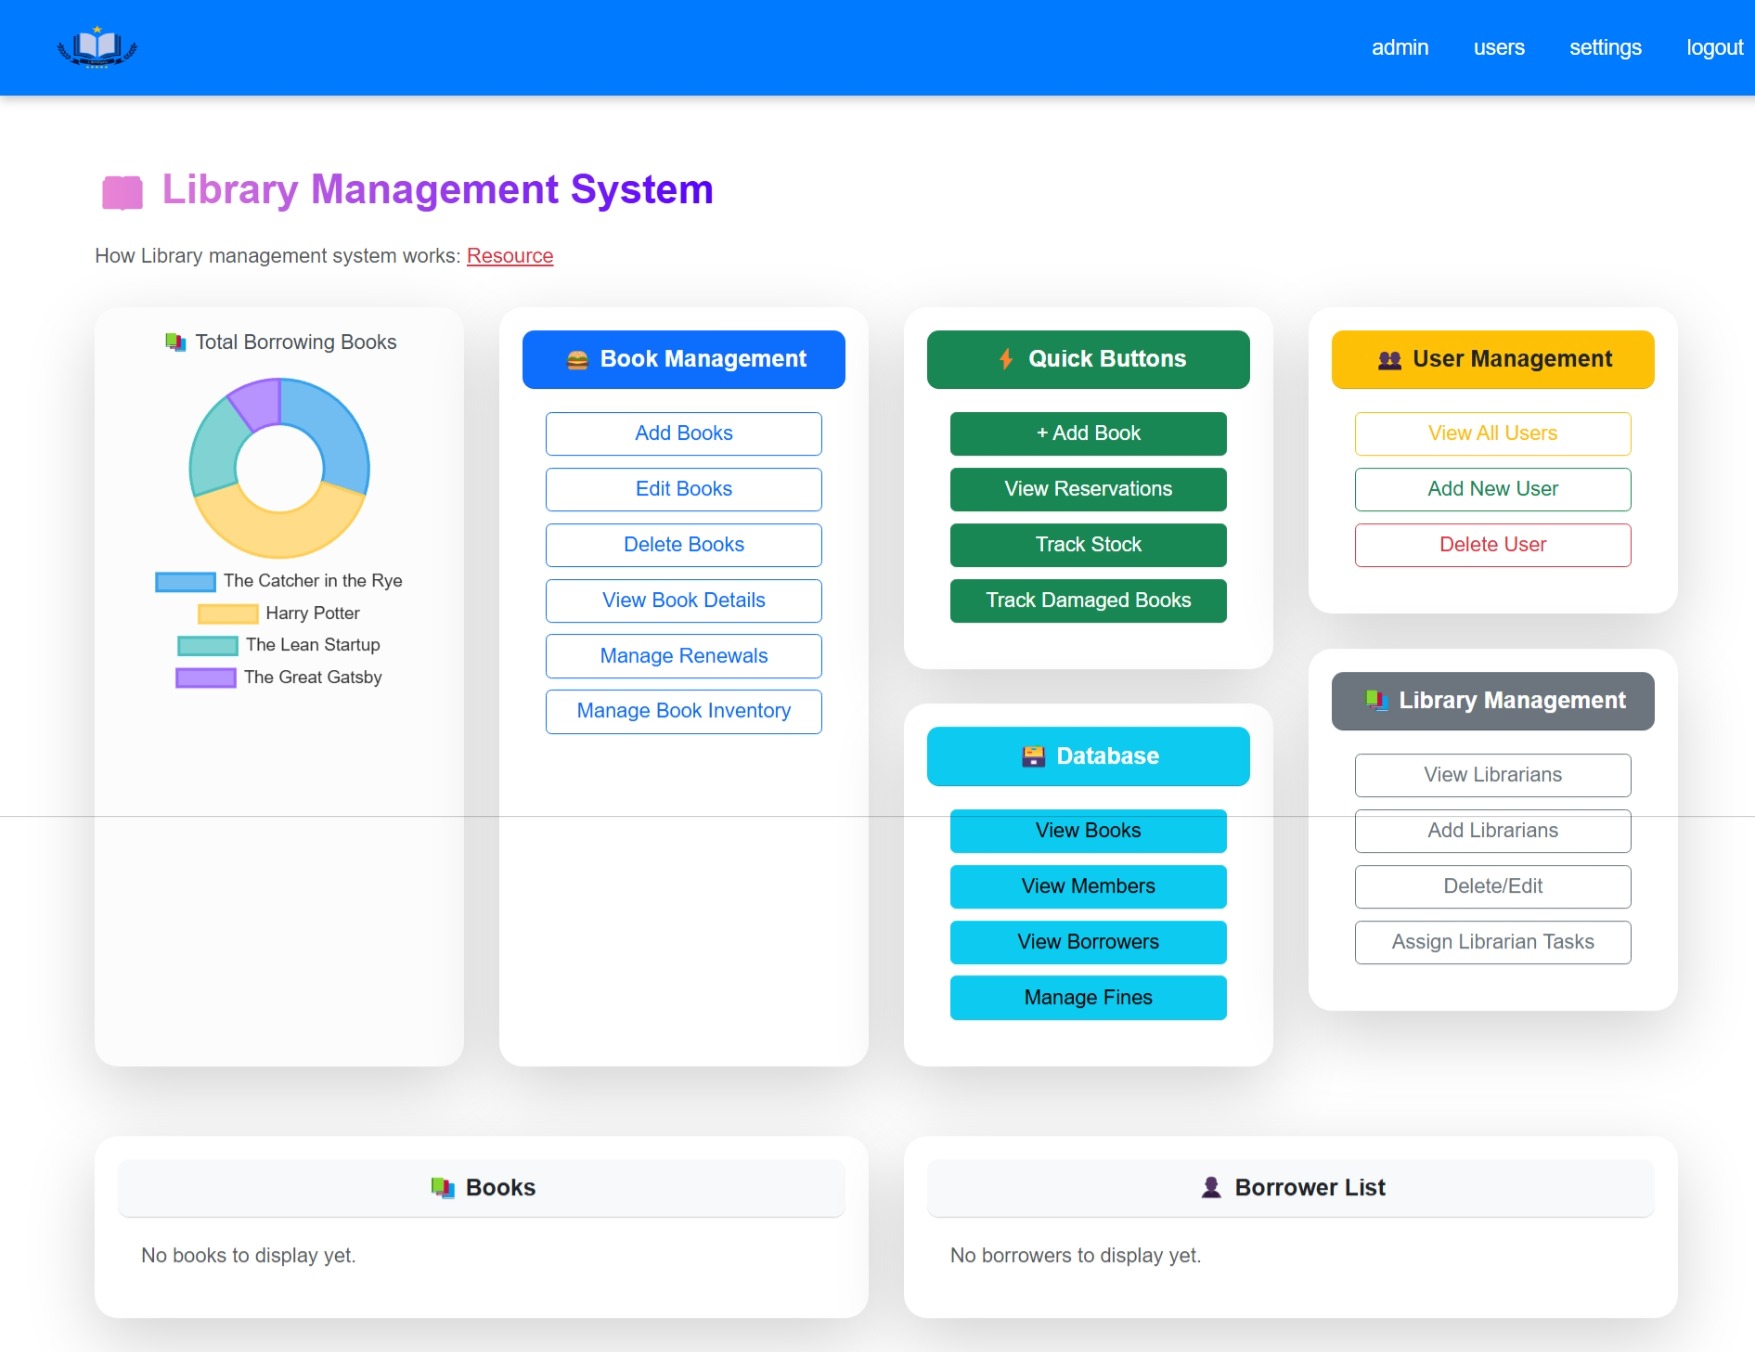 admin users settings logout
Library Management System
How Library management system works: Resource
Total Borrowing Books
The Catcher in the Rye
Harry Potter
The Lean Startup
The Great Gatsby
Book Management
Add Books
Edit Books
Delete Books
View Book Details
Manage Renewals
Manage Book Inventory
Quick Buttons
+ Add Book
View Reservations
Track Stock
Track Damaged Books
Database
View Books
View Members
View Borrowers
Manage Fines
User Management
View All Users
Add New User
Delete User
Library Management
View Librarians
Add Librarians
Delete/Edit
Assign Librarian Tasks
Books
No books to display yet.
Borrower List
No borrowers to display yet.